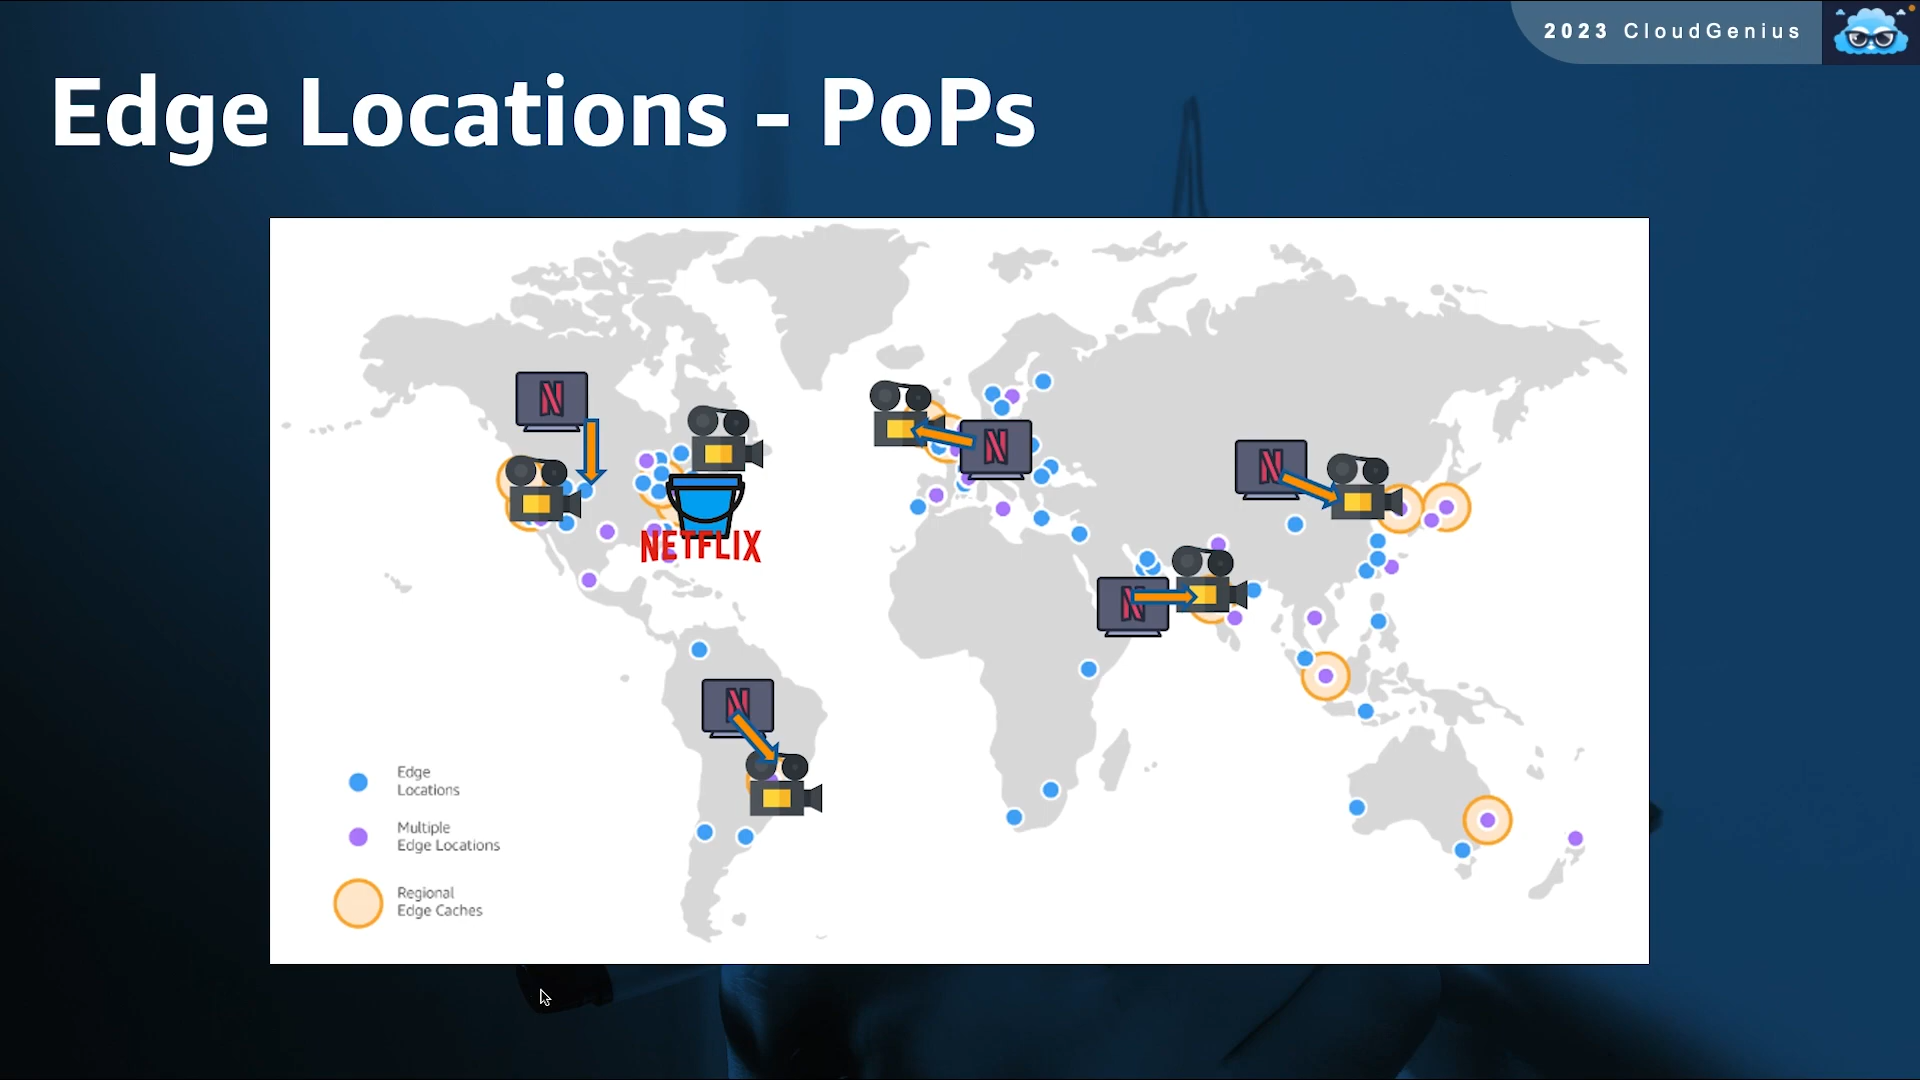 2023 CloudGenius
Edge Locations - PoPs
N
N
N
N
N
NETFLIX
Edge
Locations
Multiple
Edge Locations
Regional
Edge Caches